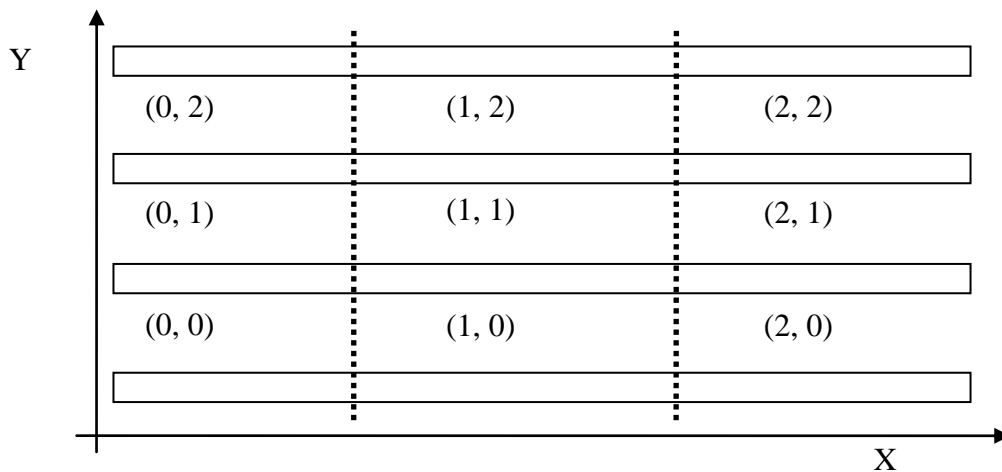 Y
(0, 2) (1, 2) (2, 2)
(0, 1) (1, 1) (2, 1)
(0, 0) (1, 0) (2, 0)
X